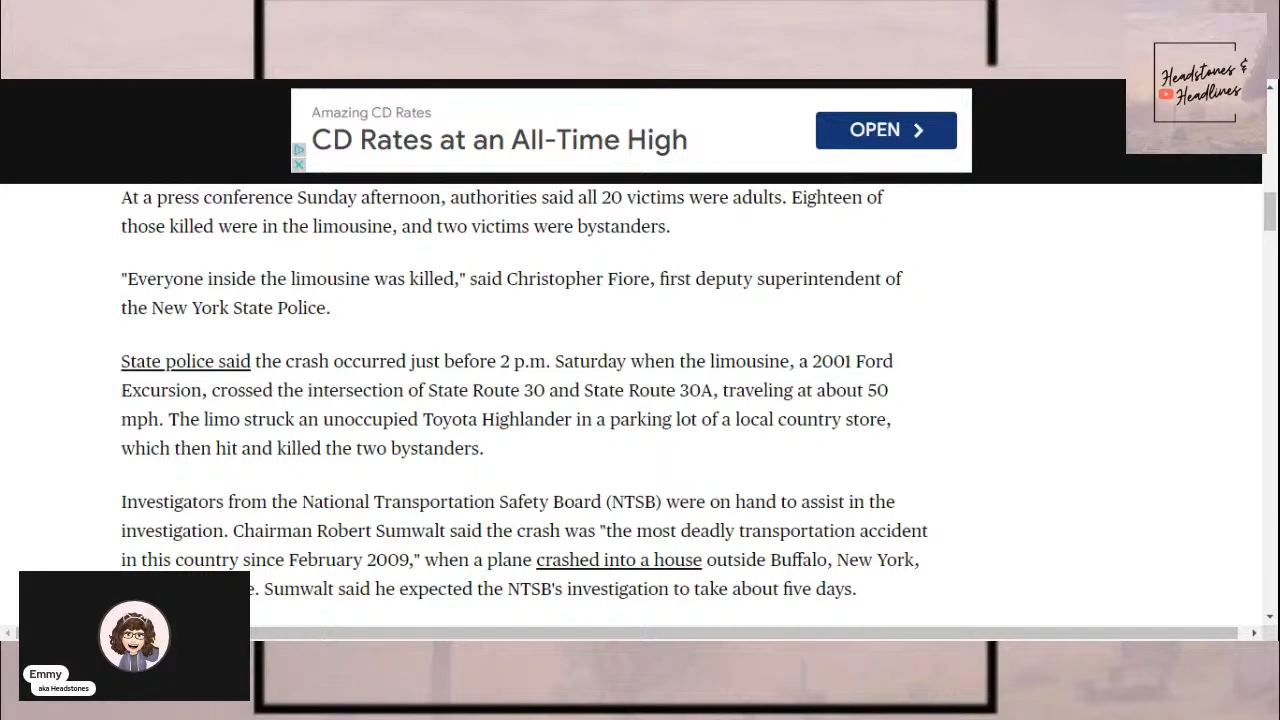 Headstones &
Headlines
Amazing CD Rates
CD Rates at an All-Time High
OPEN
At a press conference Sunday afternoon, authorities said all 20 victims were adults. Eighteen of
those killed were in the limousine, and two victims were bystanders.
"Everyone inside the limousine was killed," said Christopher Fiore, first deputy superintendent of
the New York State Police.
State police said the crash occurred just before 2 p.m. Saturday when the limousine, a 2001 Ford
Excursion, crossed the intersection of State Route 30 and State Route 30A, traveling at about 50
mph. The limo struck an unoccupied Toyota Highlander in a parking lot of a local country store,
which then hit and killed the two bystanders.
Investigators from the National Transportation Safety Board (NTSB) were on hand to assist in the
investigation. Chairman Robert Sumwalt said the crash was "the most deadly transportation accident
in this country since February 2009," when a plane crashed into a house outside Buffalo, New York,
Sumwalt said he expected the NTSB's investigation to take about five days.
Emmy
aka Headstones